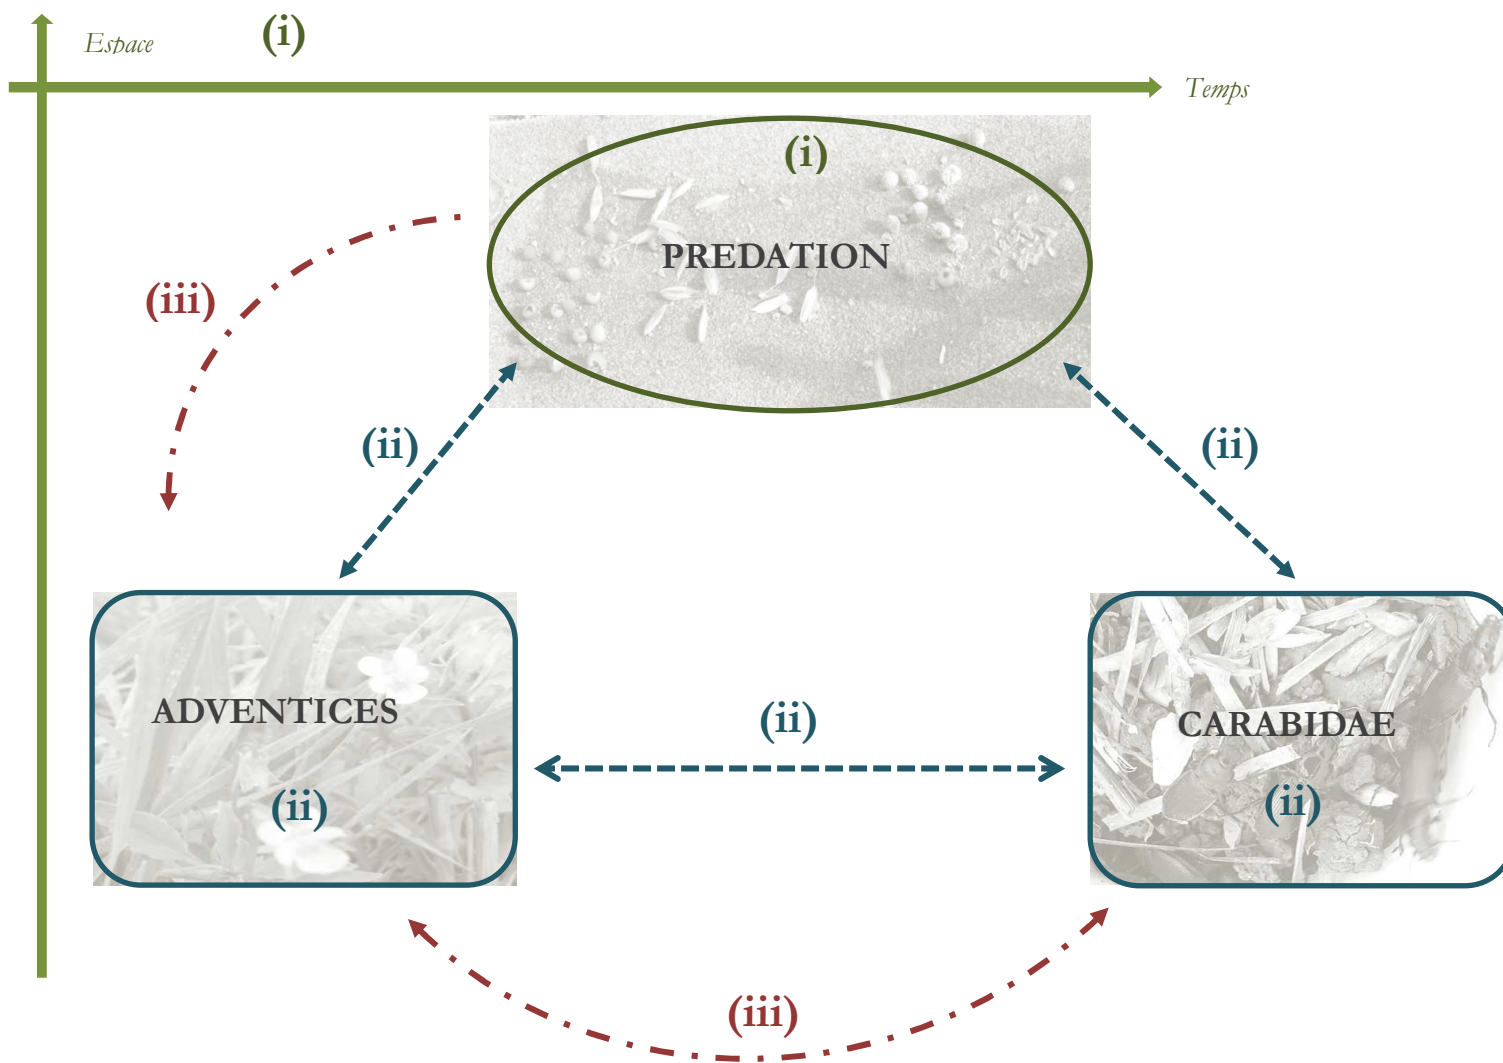 Espace
(i)
Temps
(i)
PREDATION
(iii)
(ii)
(ii)
ADVENTICES
(ii)
CARABIDAE
(ii)
(ii)
(iii)